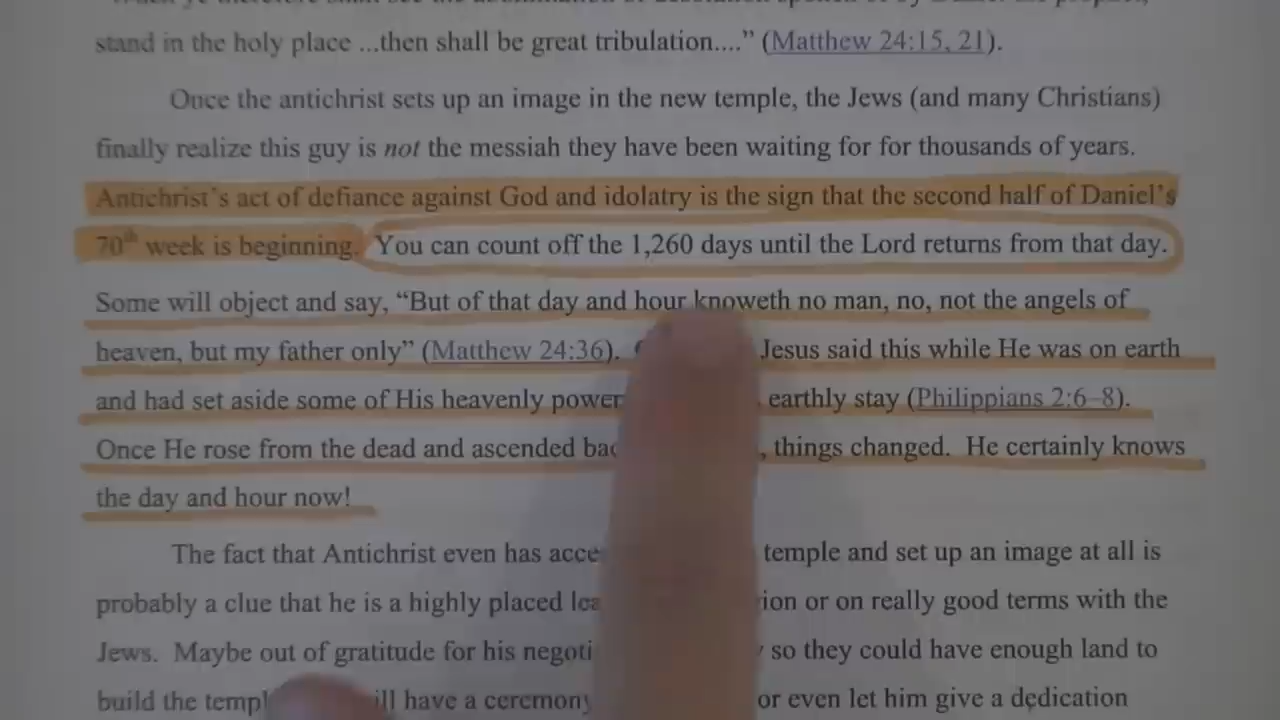 stand in the holy place ...then shall be great tribulation....” (Matthew 24:15, 21).
Once the antichrist sets up an image in the new temple, the Jews (and many Christians)
finally realize this guy is not the messiah they have been waiting for for thousands of years.
Antichrist’s act of defiance against God and idolatry is the sign that the second half of Daniel’s
70th week is beginning. You can count off the 1,260 days until the Lord returns from that day.
Some will object and say, “But of that day and hour knoweth no man, no, not the angels of
heaven, but my father only” (Matthew 24:36). Jesus said this while He was on earth
and had set aside some of His heavenly power earthly stay (Philippians 2:6–8).
Once He rose from the dead and ascended , things changed. He certainly knows
the day and hour now!
The fact that Antichrist even has temple and set up an image at all is
probably a clue that he is a highly placed or on really good terms with the
Jews. Maybe out of gratitude for his so they could have enough land to
build the have a ceremony or even let him give a dedication